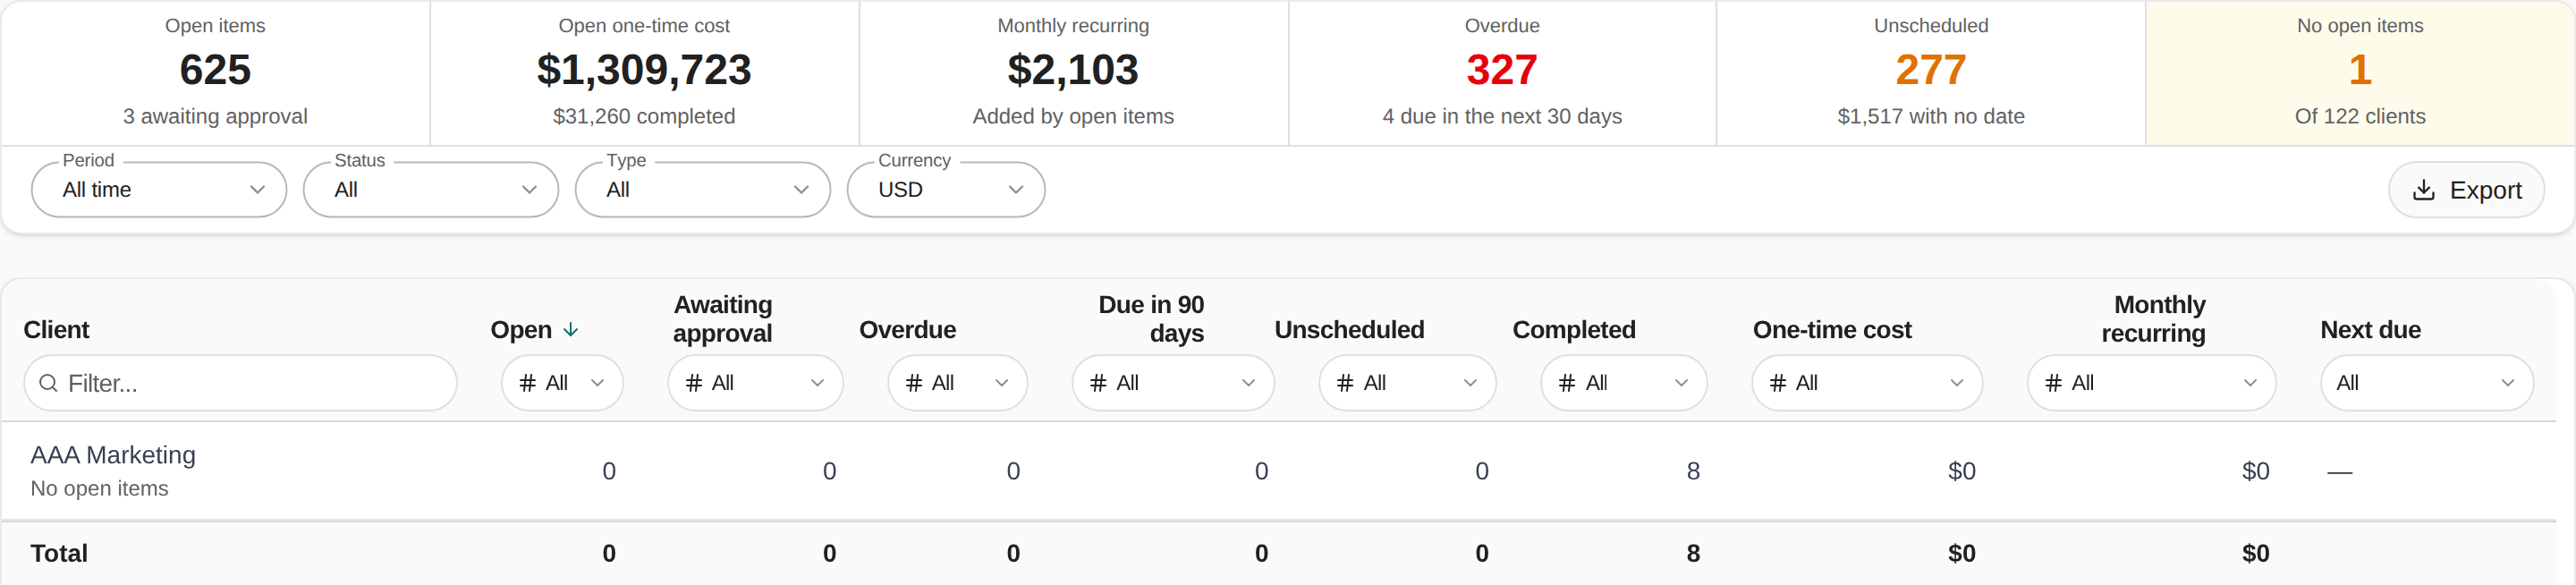 Open items
625
3 awaiting approval
Open one-time cost
$1,309,723
$31,260 completed
Monthly recurring
$2,103
Added by open items
Overdue
327
4 due in the next 30 days
Unscheduled
277
$1,517 with no date
No open items
1
Of 122 clients
Period
All time
Status
All
Type
All
Currency
USD
Export
Client
Open
Awaiting
approval
Overdue
Due in 90
days
Unscheduled
Completed
One-time cost
Monthly
recurring
Next due
Filter...
# All
# All
# All
# All
# All
# All
# All
# All
All
AAA Marketing
No open items
0
0
0
0
0
8
$0
$0
—
Total
0
0
0
0
0
8
$0
$0